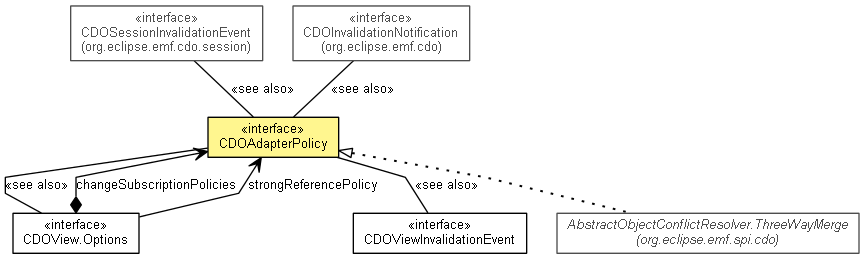 «interface»
CDOSessionInvalidationEvent
(org.eclipse.emf.cdo.session)
«interface»
CDOInvalidationNotification
(org.eclipse.emf.cdo)
«see also»
«see also»
«interface»
CDOAdapterPolicy
«see also»
changeSubscriptionPolicies
strongReferencePolicy
«see also»
«interface»
CDOView.Options
«interface»
CDOViewInvalidationEvent
AbstractObjectConflictResolver.ThreeWayMerge
(org.eclipse.emf.spi.cdo)